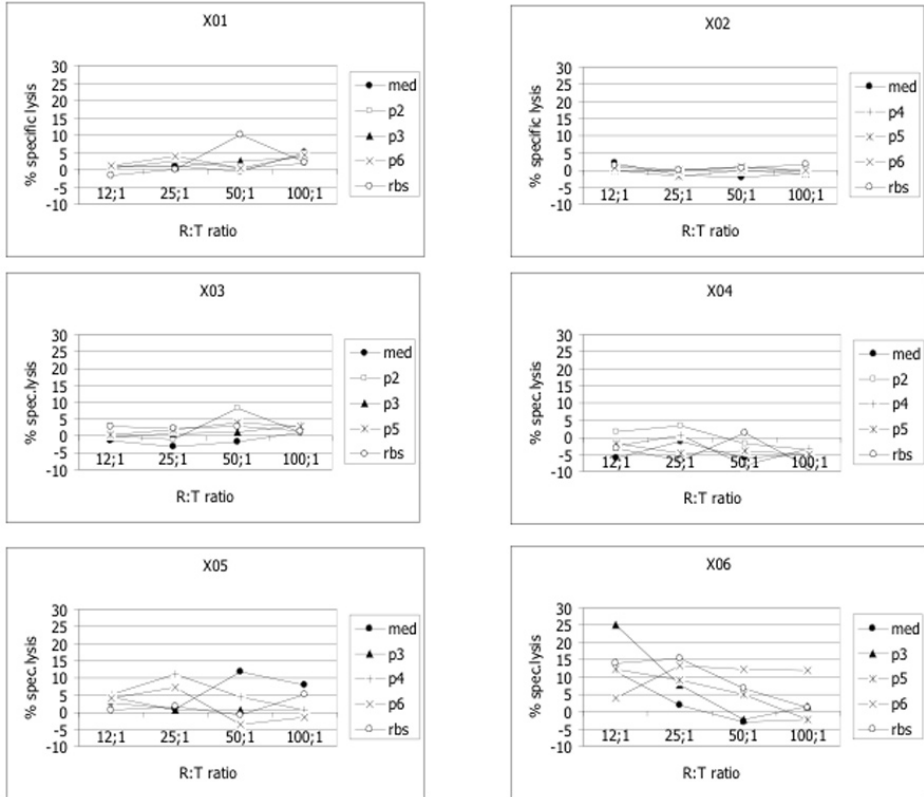 X01
% specific lysis
30
25
20
15
10
5
0
-5
-10
12;1 25;1 50;1 100;1
R:T ratio
med
p2
p3
p6
rbs
X02
% specific lysis
30
25
20
15
10
5
0
-5
-10
12;1 25;1 50;1 100;1
R:T ratio
med
p4
p5
p6
rbs
X03
% spec.lysis
30
25
20
15
10
5
0
-5
-10
12;1 25;1 50;1 100;1
R:T ratio
med
p2
p3
p5
rbs
X04
% spec.lysis
30
25
20
15
10
5
0
-5
-10
12;1 25;1 50;1 100;1
R:T ratio
med
p2
p4
p5
rbs
X05
% spec.lysis
30
25
20
15
10
5
0
-5
-10
12;1 25;1 50;1 100;1
R:T ratio
med
p3
p4
p6
rbs
X06
% spec.lysis
30
25
20
15
10
5
0
-5
-10
12;1 25;1 50;1 100;1
R:T ratio
med
p3
p5
p6
rbs